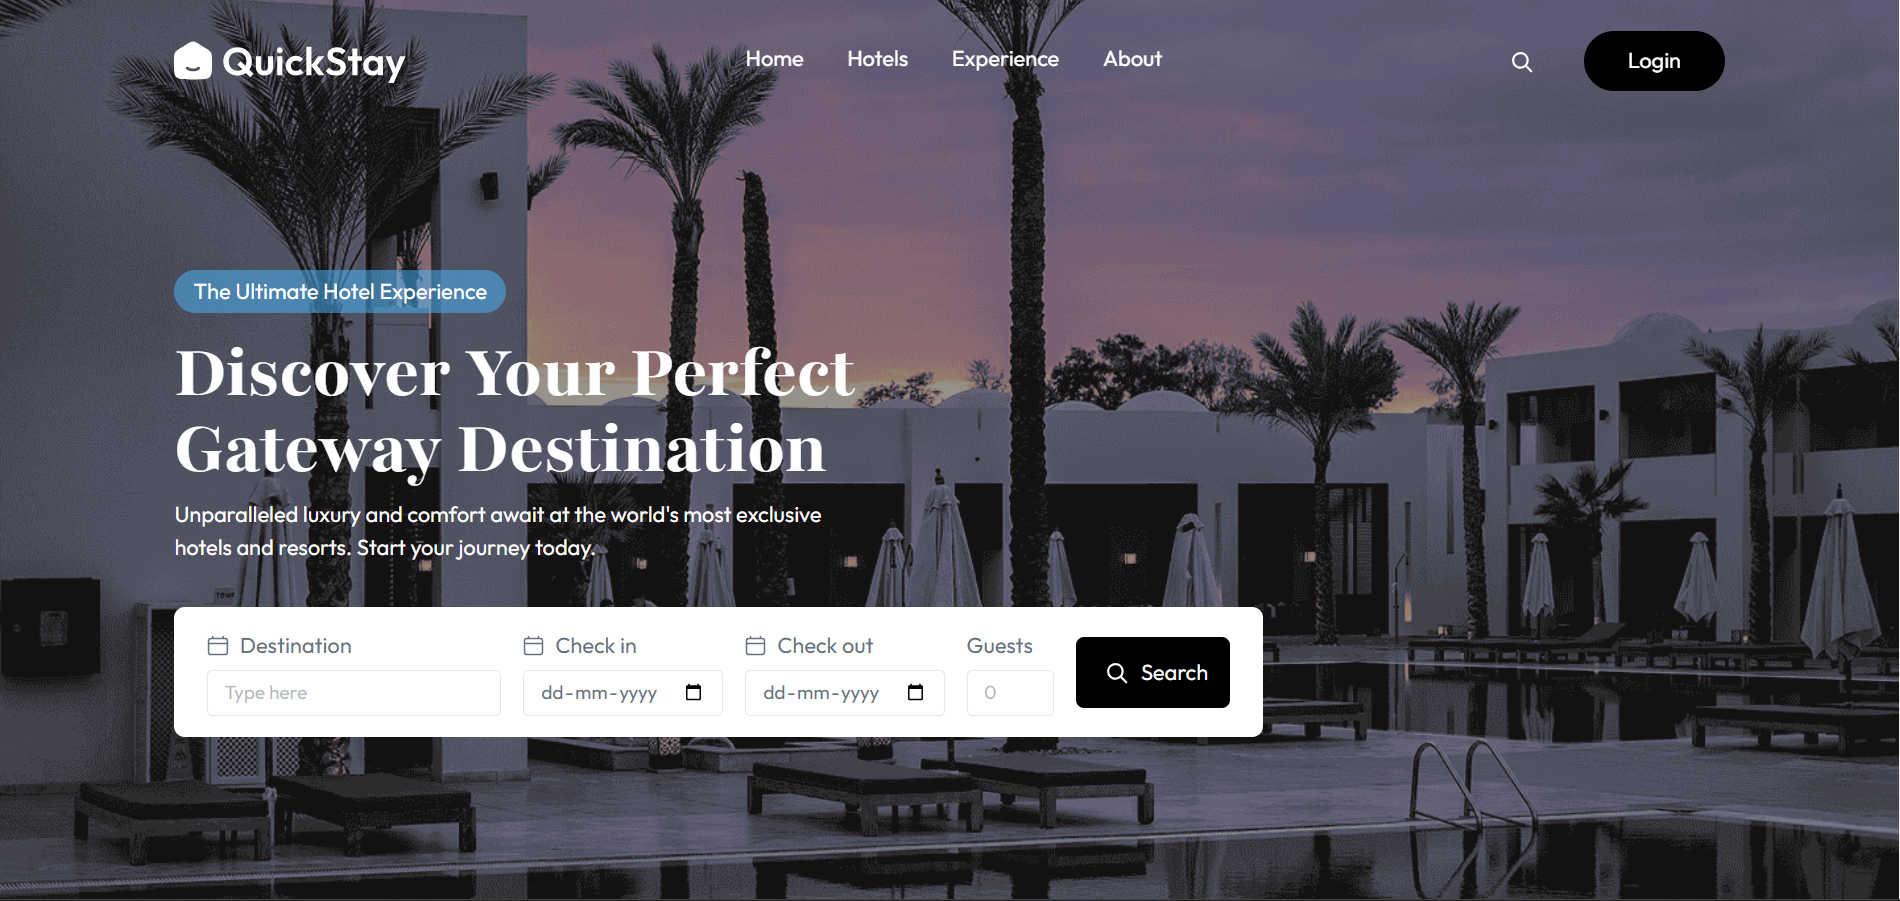 QuickStay
Home
Hotels
Experience
About
Login
The Ultimate Hotel Experience
Discover Your Perfect
Gateway Destination
Unparalleled luxury and comfort await at the world's most exclusive
hotels and resorts. Start your journey today.
Destination
Type here
Check in
dd-mm-yyyy
Check out
dd-mm-yyyy
Guests
0
Search